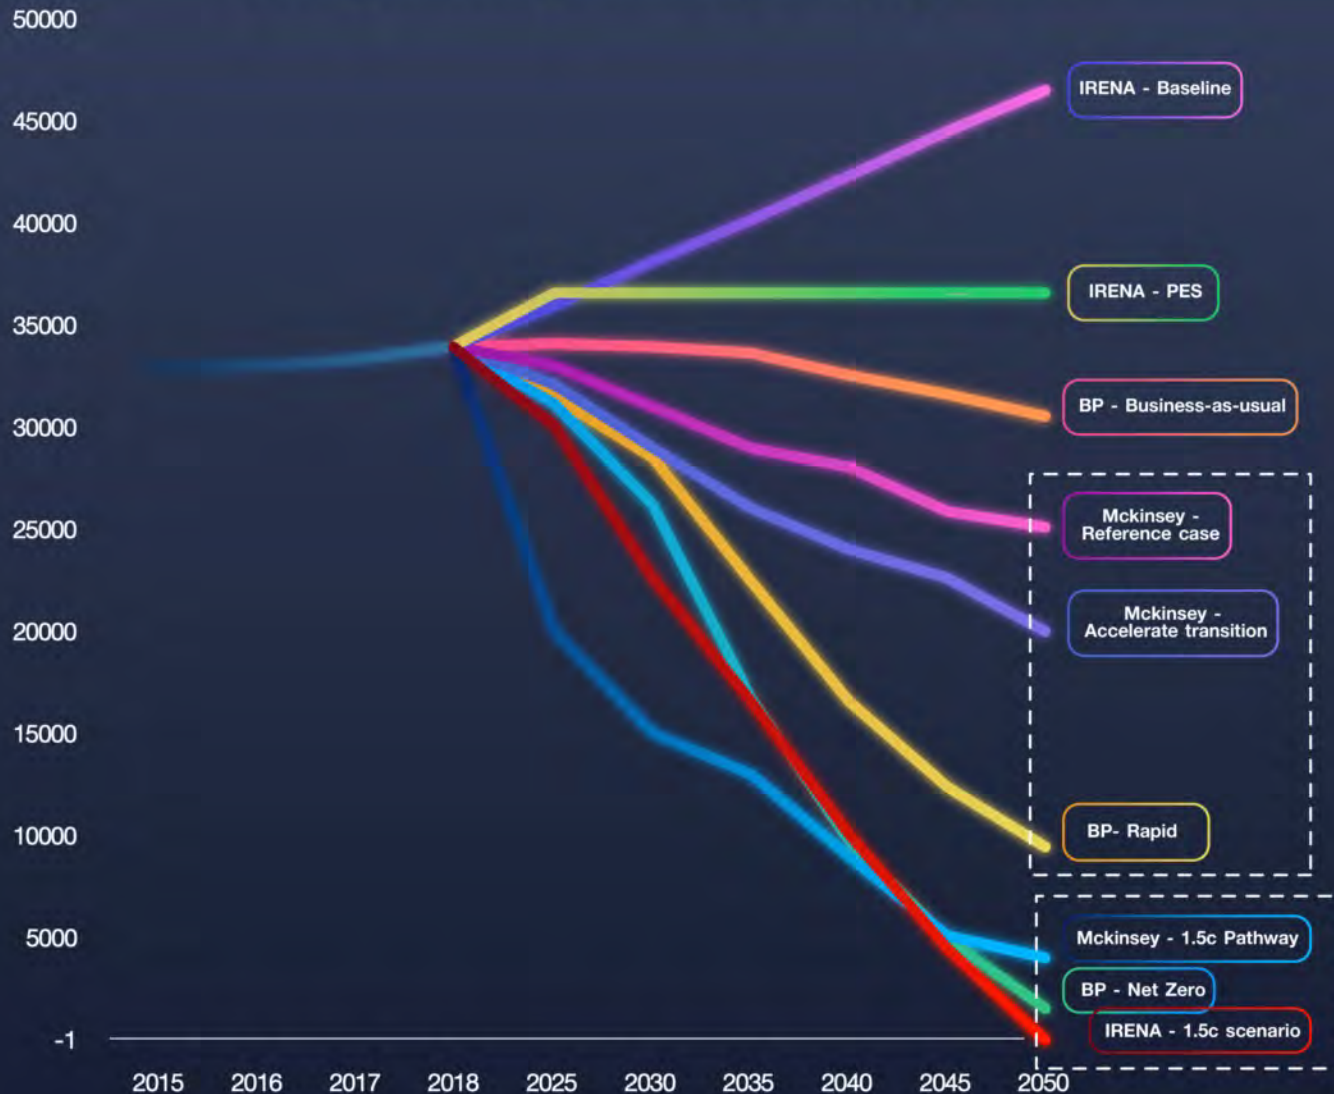 50000
45000
40000
35000
30000
25000
20000
15000
10000
5000
-1
2015 2016 2017 2018 2025 2030 2035 2040 2045 2050
IRENA - Baseline
IRENA - PES
BP - Business-as-usual
Mckinsey -
Reference case
Mckinsey -
Accelerate transition
BP- Rapid
Mckinsey - 1.5c Pathway
BP - Net Zero
IRENA - 1.5c scenario